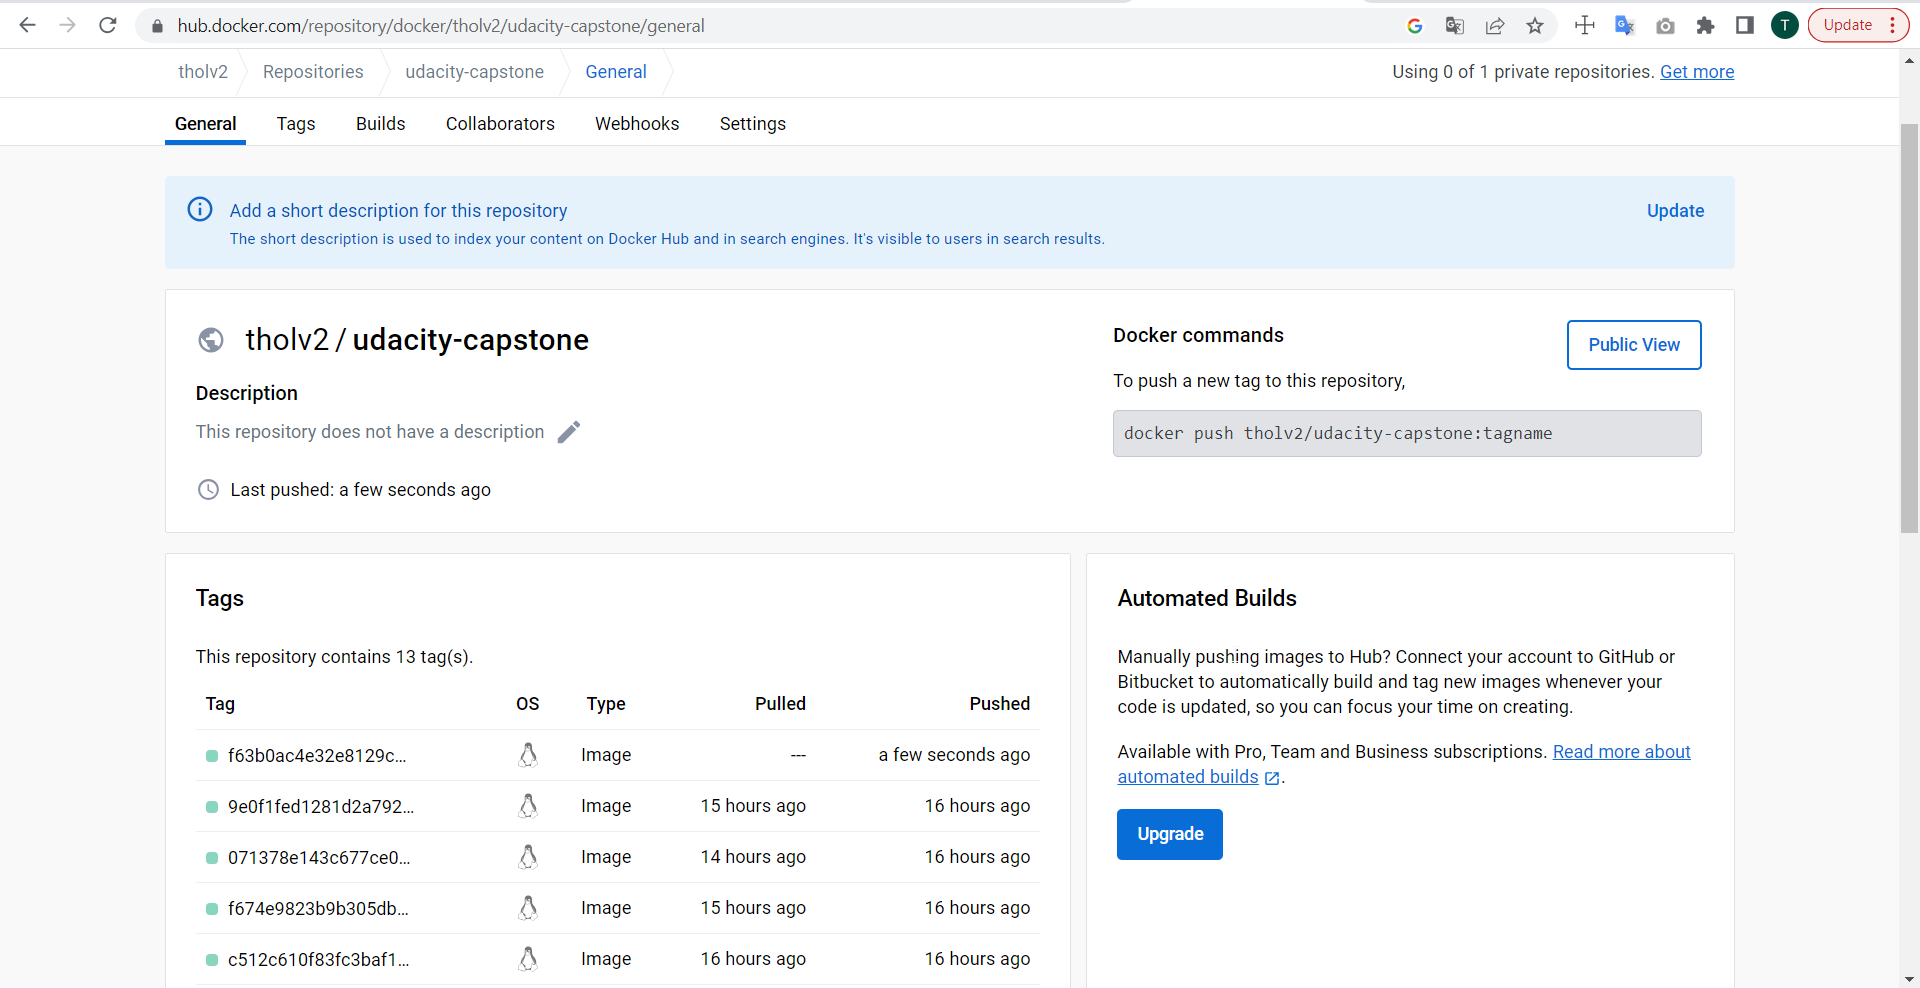 hub.docker.com/repository/docker/tholv2/udacity-capstone/general
T
Update
tholv2
Repositories
udacity-capstone
General
Using 0 of 1 private repositories. Get more
General
Tags
Builds
Collaborators
Webhooks
Settings
Add a short description for this repository
Update
The short description is used to index your content on Docker Hub and in search engines. It's visible to users in search results.
tholv2 / udacity-capstone
Description
This repository does not have a description
Last pushed: a few seconds ago
Docker commands
Public View
To push a new tag to this repository,
docker push tholv2/udacity-capstone:tagname
Tags
This repository contains 13 tag(s).
Tag OS Type Pulled Pushed
f63b0ac4e32e8129c... Image --- a few seconds ago
9e0f1fed1281d2a792... Image 15 hours ago 16 hours ago
071378e143c677ce0... Image 14 hours ago 16 hours ago
f674e9823b9b305db... Image 15 hours ago 16 hours ago
c512c610f83fc3baf1... Image 16 hours ago 16 hours ago
Automated Builds
Manually pushing images to Hub? Connect your account to GitHub or
Bitbucket to automatically build and tag new images whenever your
code is updated, so you can focus your time on creating.
Available with Pro, Team and Business subscriptions. Read more about
automated builds .
Upgrade